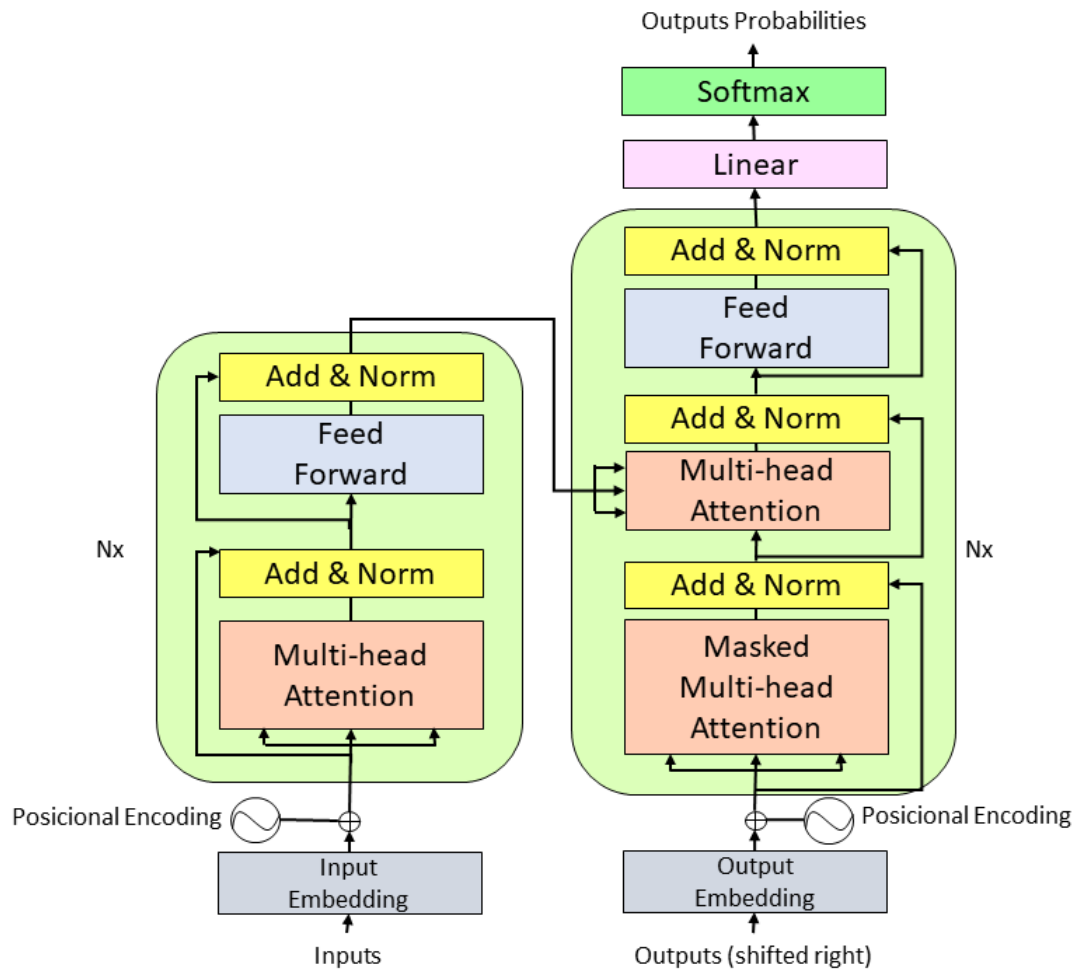 Outputs Probabilities
Softmax
Linear
Add & Norm
Feed
Forward
Add & Norm
Multi-head
Attention
Add & Norm
Masked
Multi-head
Attention
Nx
Posicional Encoding
Output
Embedding
Outputs (shifted right)
Add & Norm
Feed
Forward
Nx
Add & Norm
Multi-head
Attention
Posicional Encoding
Input
Embedding
Inputs